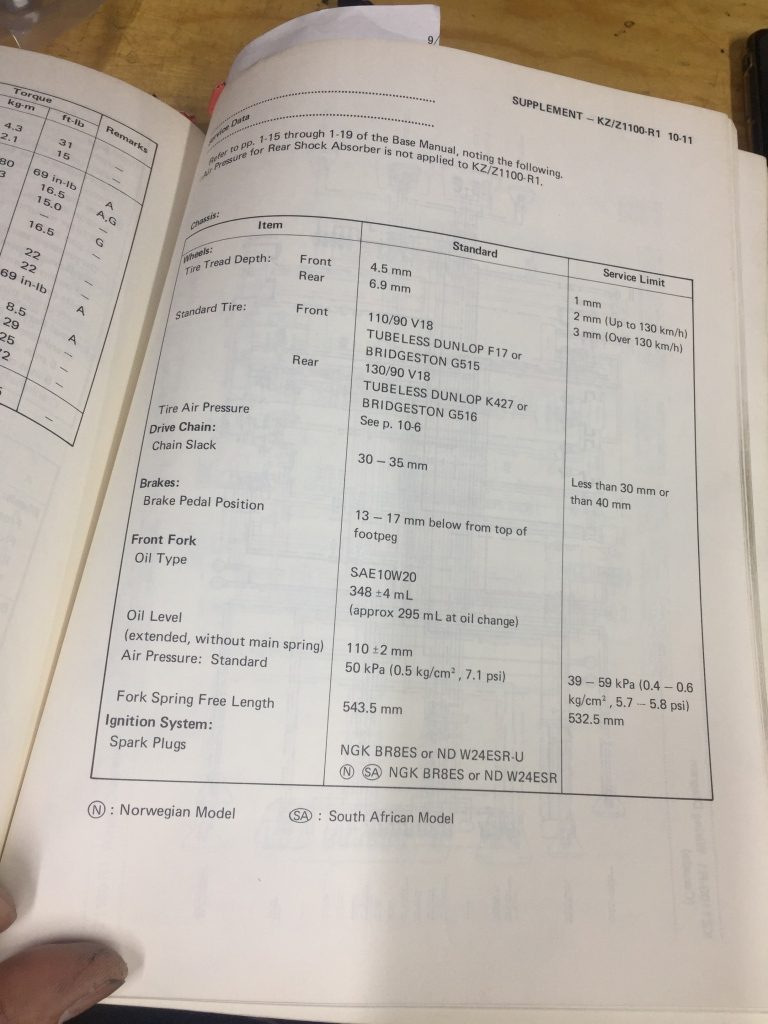 9/
Torque
kg-m ft-lb Remarks
4.3 31 –
2.1 15 –
80 69 in-lb A
3 16.5 A,G
15.0 –
– G
16.5 –
22 –
22 –
69 in-lb A
8.5 A
29 –
25 –
72 –
–
SUPPLEMENT – KZ/Z1100-R1 10-11
Service Data
Refer to pp. 1-15 through 1-19 of the Base Manual, noting the following.
Air Pressure for Rear Shock Absorber is not applied to KZ/Z1100-R1.
Chassis:
Item Standard Service Limit
Wheels:
Tire Tread Depth: Front 4.5 mm 1 mm
Rear 6.9 mm 2 mm (Up to 130 km/h)
3 mm (Over 130 km/h)
Standard Tire: Front 110/90 V18
TUBELESS DUNLOP F17 or
BRIDGESTON G515
Rear 130/90 V18
TUBELESS DUNLOP K427 or
BRIDGESTON G516
Tire Air Pressure See p. 10-6
Drive Chain:
Chain Slack 30 – 35 mm Less than 30 mm or
than 40 mm
Brakes:
Brake Pedal Position 13 – 17 mm below from top of
footpeg
Front Fork
Oil Type SAE10W20
348 ±4 mL
(approx 295 mL at oil change)
Oil Level
(extended, without main spring) 110 ±2 mm
Air Pressure: Standard 50 kPa (0.5 kg/cm², 7.1 psi) 39 – 59 kPa (0.4 – 0.6
kg/cm², 5.7 – 5.8 psi)
Fork Spring Free Length 543.5 mm 532.5 mm
Ignition System:
Spark Plugs NGK BR8ES or ND W24ESR-U
Ⓝ (SA) NGK BR8ES or ND W24ESR
Ⓝ : Norwegian Model (SA) : South African Model